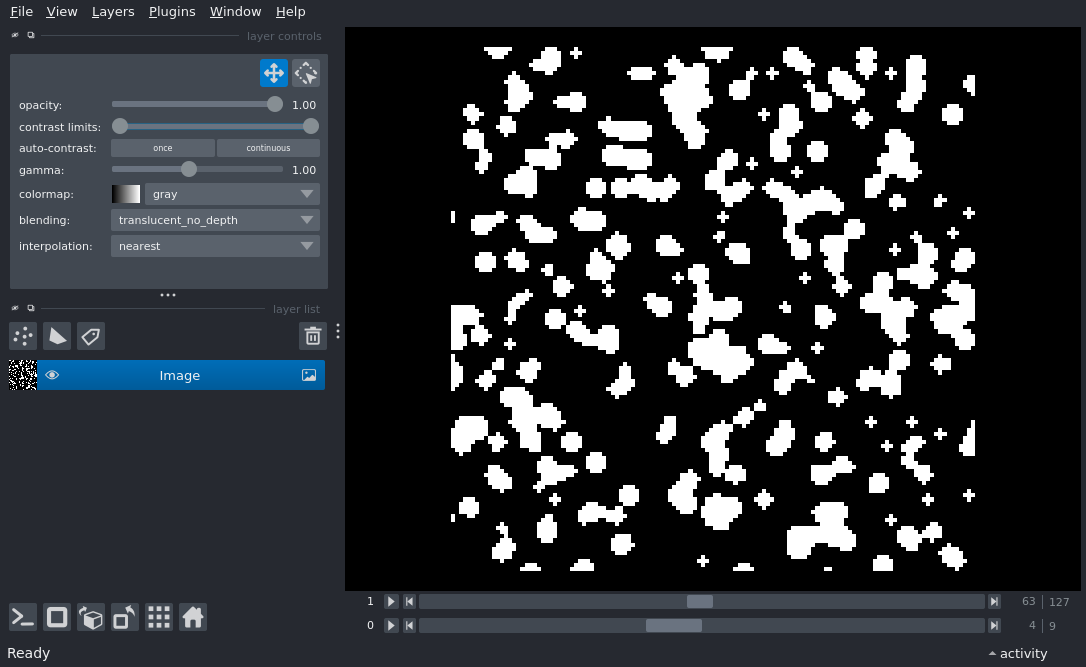 File View Layers Plugins Window Help
layer controls
opacity: 1.00
contrast limits:
auto-contrast: once continuous
gamma: 1.00
colormap: gray
blending: translucent_no_depth
interpolation: nearest
layer list
Image
1 63 127
0 4 9
Ready activity